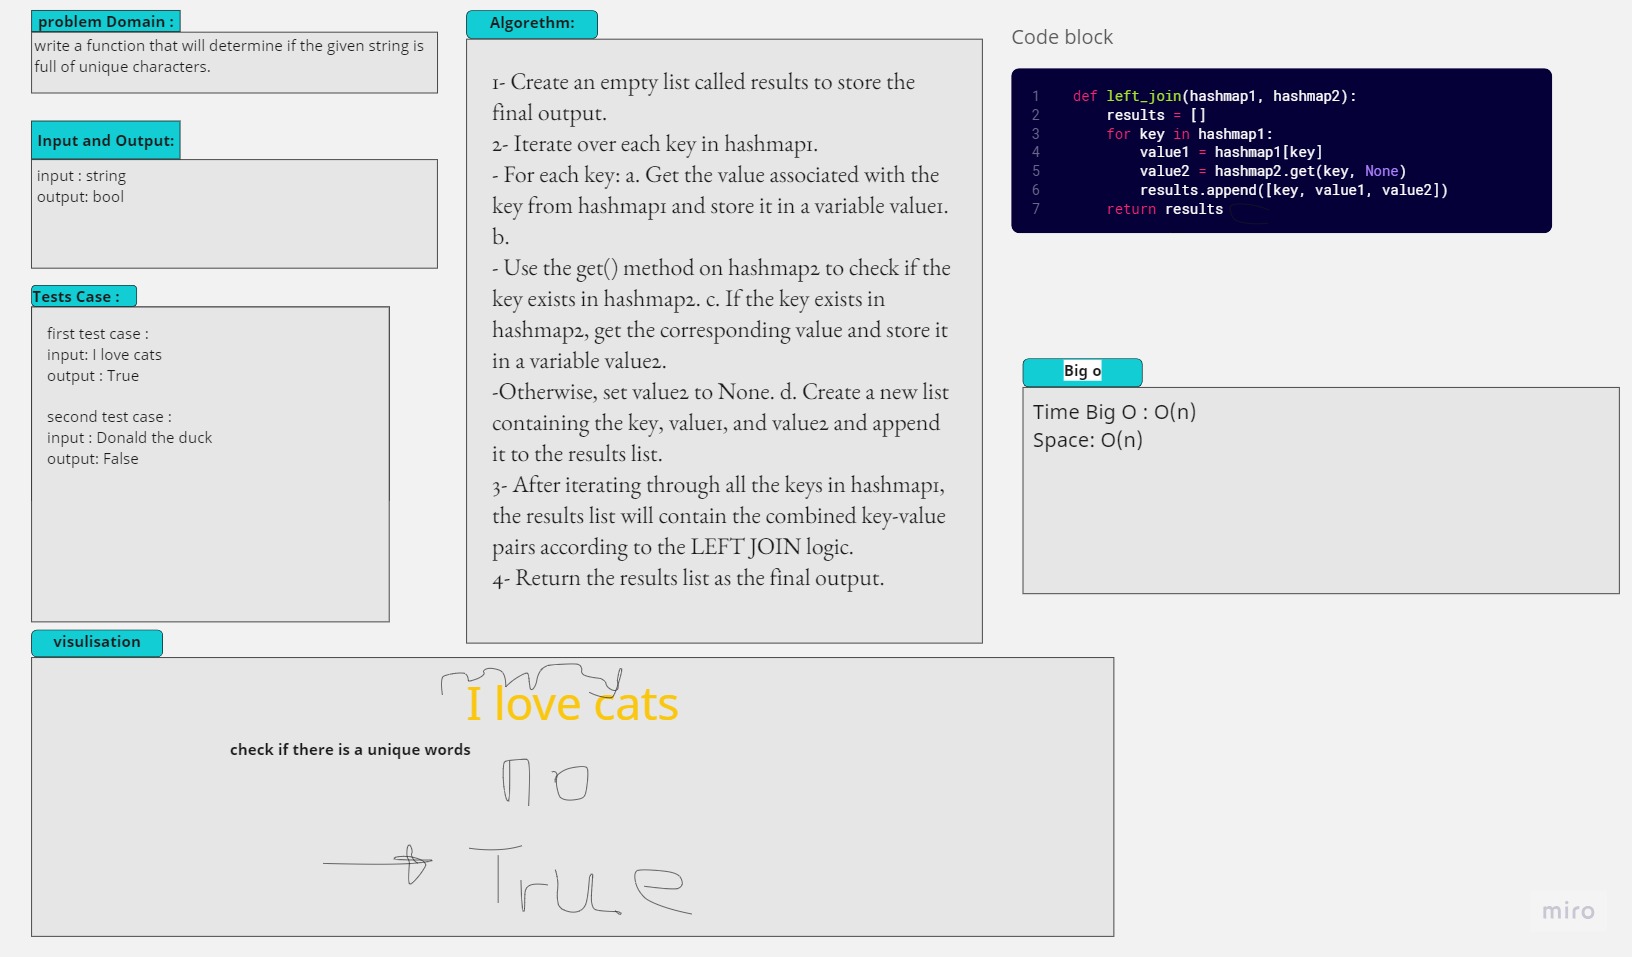 problem Domain :
write a function that will determine if the given string is
full of unique characters.
Input and Output:
input : string
output: bool
Tests Case :
first test case :
input: I love cats
output : True
second test case :
input : Donald the duck
output: False
Algorethm:
1- Create an empty list called results to store the
final output.
2- Iterate over each key in hashmap1.
- For each key: a. Get the value associated with the
key from hashmap1 and store it in a variable value1.
b.
- Use the get() method on hashmap2 to check if the
key exists in hashmap2. c. If the key exists in
hashmap2, get the corresponding value and store it
in a variable value2.
-Otherwise, set value2 to None. d. Create a new list
containing the key, value1, and value2 and append
it to the results list.
3- After iterating through all the keys in hashmap1,
the results list will contain the combined key-value
pairs according to the LEFT JOIN logic.
4- Return the results list as the final output.
Code block
1 def left_join(hashmap1, hashmap2):
2 results = []
3 for key in hashmap1:
4 value1 = hashmap1[key]
5 value2 = hashmap2.get(key, None)
6 results.append([key, value1, value2])
7 return results
Big o
Time Big O : O(n)
Space: O(n)
visulisation
I love cats
check if there is a unique words
no
True
miro